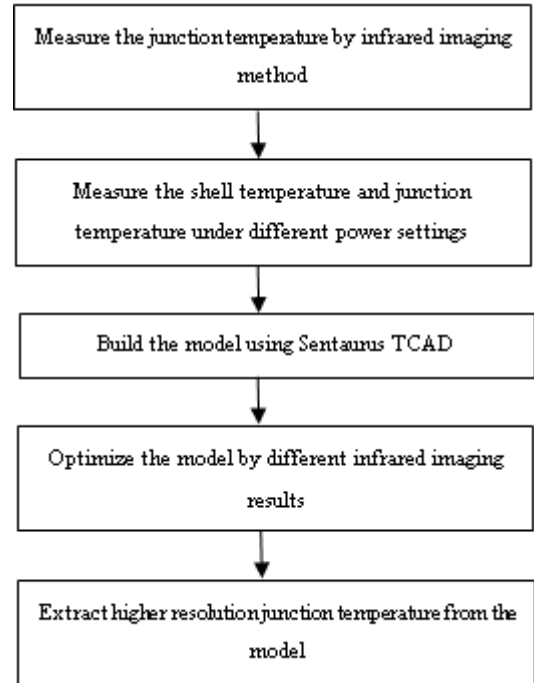 Measure the junction temperature by infrared imaging
method
Measure the shell temperature and junction
temperature under different power settings
Build the model using Sentaurus TCAD
Optimize the model by different infrared imaging
results
Extract higher resolution junction temperature from the
model